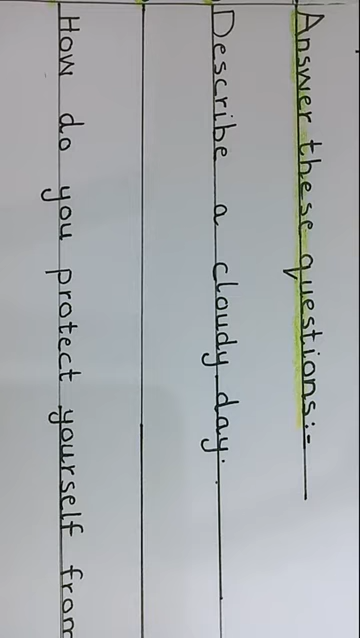 Answer these questions:-
Describe a cloudy day.
How do you protect yourself from